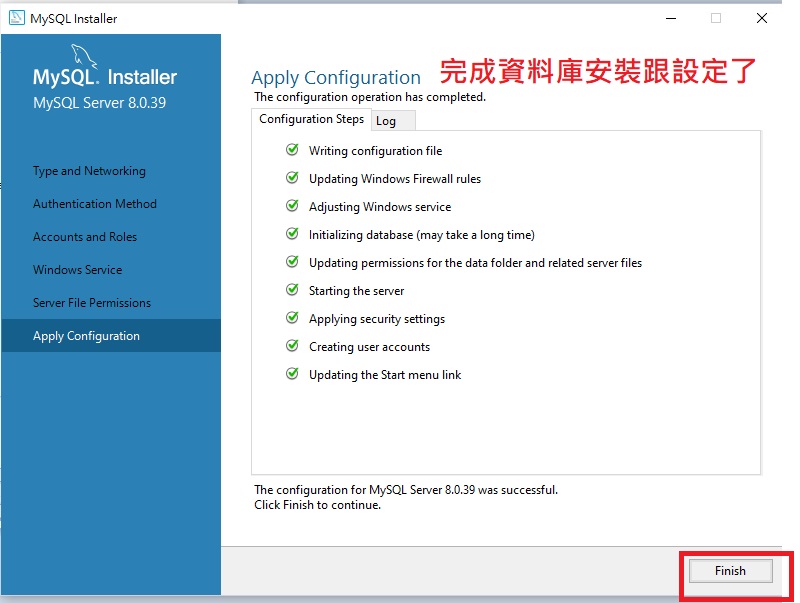 MySQL Installer
MySQL. Installer
MySQL Server 8.0.39
Type and Networking
Authentication Method
Accounts and Roles
Windows Service
Server File Permissions
Apply Configuration
Apply Configuration
完成資料庫安裝跟設定了
The configuration operation has completed.
Configuration Steps
Log
Writing configuration file
Updating Windows Firewall rules
Adjusting Windows service
Initializing database (may take a long time)
Updating permissions for the data folder and related server files
Starting the server
Applying security settings
Creating user accounts
Updating the Start menu link
The configuration for MySQL Server 8.0.39 was successful.
Click Finish to continue.
Finish